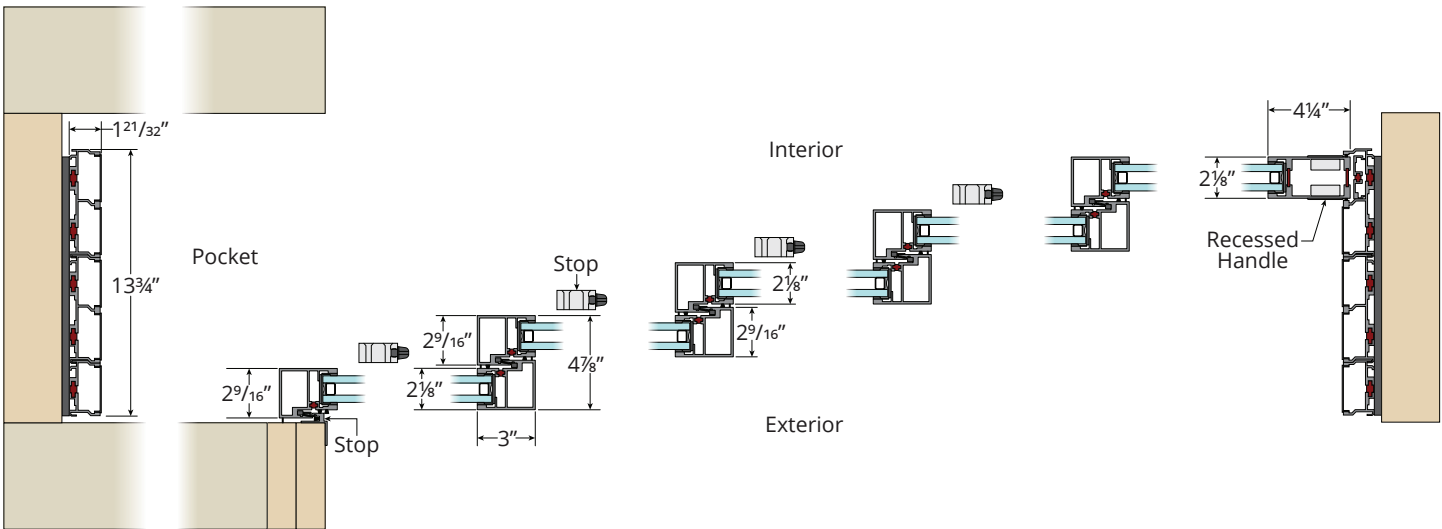 4¼”
1²¹/₃₂”
Interior
2⅛”
Recessed
Handle
Pocket
Stop
13¾”
2⅛”
2⁹/₁₆”
2⁹/₁₆”
4⅞”
2⁹/₁₆”
2⅛”
Exterior
3”
Stop